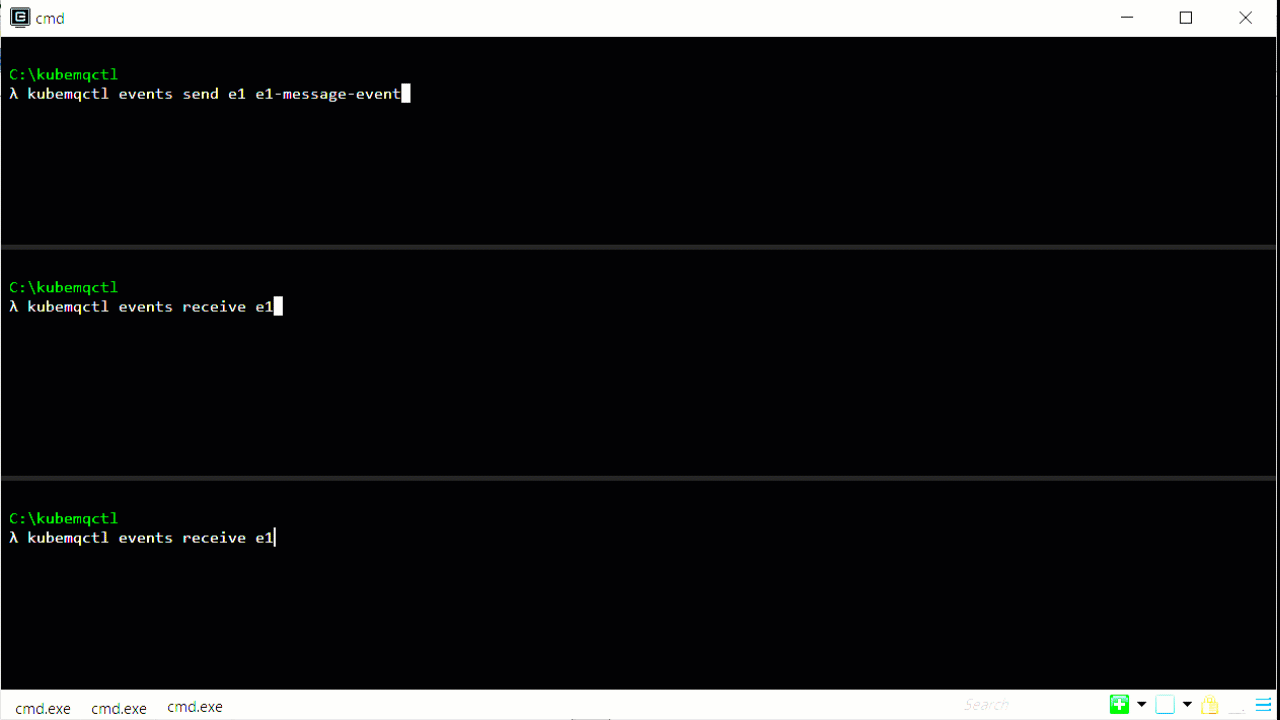 cmd
C:\kubemqctl
λ kubemqctl events send e1 e1-message-event
C:\kubemqctl
λ kubemqctl events receive e1
C:\kubemqctl
λ kubemqctl events receive e1
cmd.exe cmd.exe cmd.exe Search